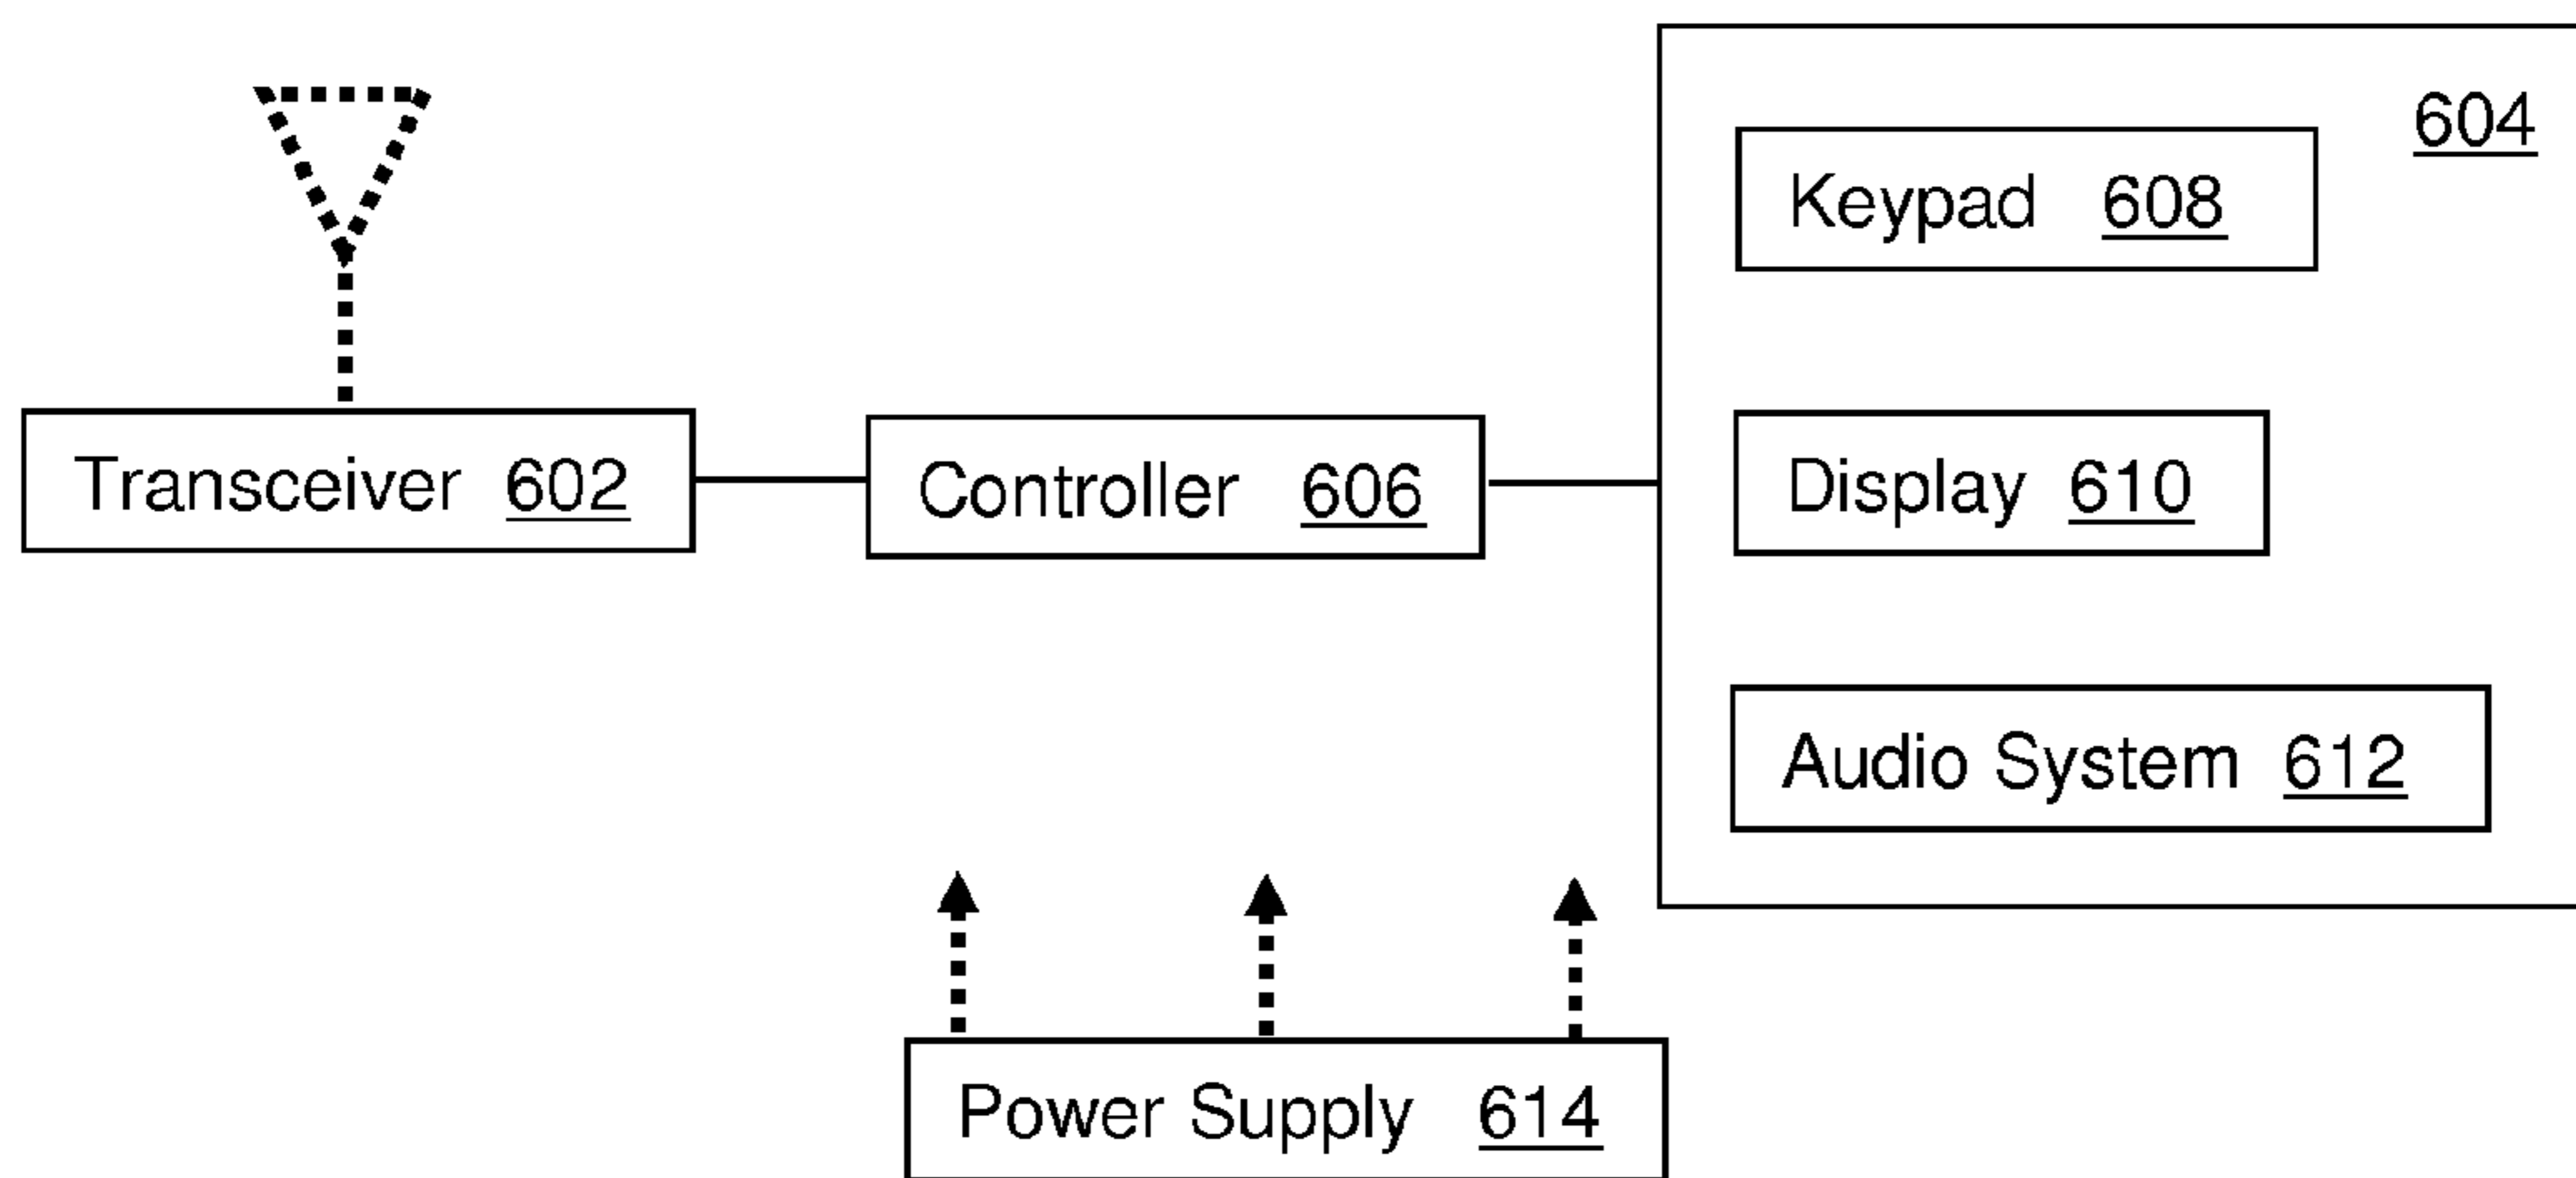 604
Keypad 608
Transceiver 602
Controller 606
Display 610
Audio System 612
Power Supply 614